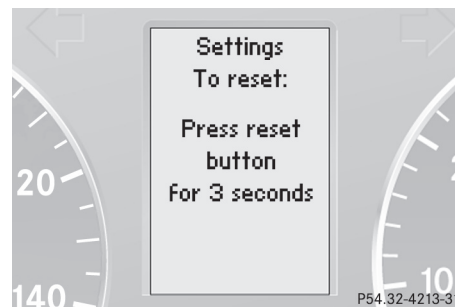 Settings
To reset:
Press reset
button
for 3 seconds
20
140
10
P54.32-4213-31